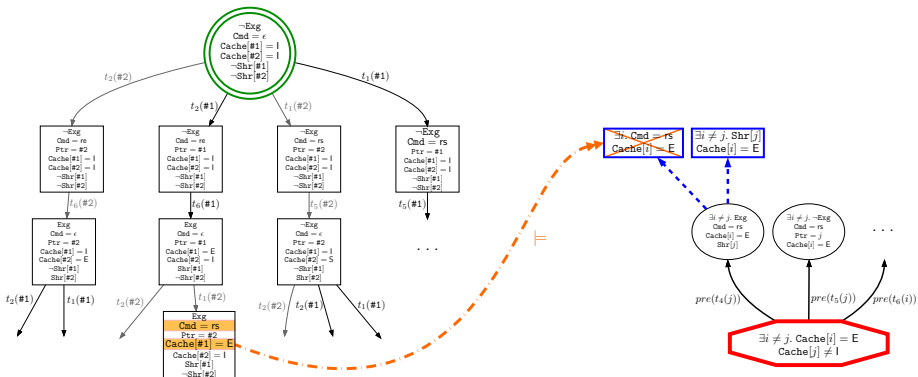 ¬Exg
Cmd = ϵ
Cache[#1] = I
Cache[#2] = I
¬Shr[#1]
¬Shr[#2]
t₂(#2)
t₂(#1)
t₁(#2)
t₁(#1)
¬Exg
Cmd = re
Ptr = #2
Cache[#1] = I
Cache[#2] = I
¬Shr[#1]
¬Shr[#2]
¬Exg
Cmd = re
Ptr = #1
Cache[#1] = I
Cache[#2] = I
¬Shr[#1]
¬Shr[#2]
¬Exg
Cmd = rs
Ptr = #2
Cache[#1] = I
Cache[#2] = I
¬Shr[#1]
¬Shr[#2]
¬Exg
Cmd = rs
Ptr = #1
Cache[#1] = I
Cache[#2] = I
¬Shr[#1]
¬Shr[#2]
t₆(#2)
t₆(#1)
t₅(#2)
t₅(#1)
Exg
Cmd = ϵ
Ptr = #2
Cache[#1] = I
Cache[#2] = E
¬Shr[#1]
Shr[#2]
Exg
Cmd = ϵ
Ptr = #1
Cache[#1] = E
Cache[#2] = I
Shr[#1]
¬Shr[#2]
¬Exg
Cmd = ϵ
Ptr = #2
Cache[#1] = I
Cache[#2] = S
¬Shr[#1]
Shr[#2]
. . .
t₂(#1)
t₁(#1)
t₂(#2)
t₁(#2)
t₂(#2)
t₂(#1)
t₁(#1)
Exg
Cmd = rs
Ptr = #2
Cache[#1] = E
Cache[#2] = I
Shr[#1]
¬Shr[#2]
⊨
∃i. Cmd = rs
Cache[i] = E
∃i ≠ j. Shr[j]
Cache[i] = E
∃i ≠ j. Exg
Cmd = rs
Cache[i] = E
Shr[j]
∃i ≠ j. ¬Exg
Cmd = rs
Ptr = j
Cache[i] = E
. . .
pre(t₄(j))
pre(t₅(j))
pre(t₆(i))
∃i ≠ j. Cache[i] = E
Cache[j] ≠ I